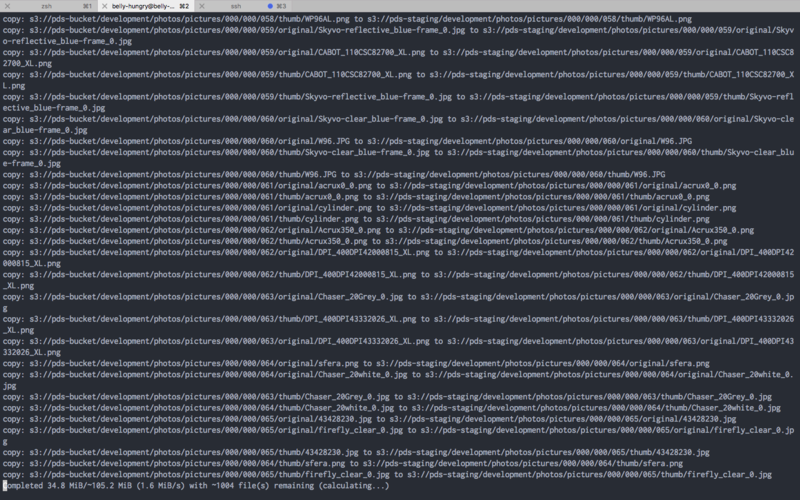 zsh ⌘1 belly-hungry@belly-... ⌘2 ssh ⌘3
copy: s3://pds-bucket/development/photos/pictures/000/000/058/thumb/WP96AL.png to s3://pds-staging/development/photos/pictures/000/000/058/thumb/WP96AL.png
copy: s3://pds-bucket/development/photos/pictures/000/000/059/original/Skyvo-reflective_blue-frame_0.jpg to s3://pds-staging/development/photos/pictures/000/000/059/original/Skyv
o-reflective_blue-frame_0.jpg
copy: s3://pds-bucket/development/photos/pictures/000/000/059/original/CABOT_110CSC82700_XL.png to s3://pds-staging/development/photos/pictures/000/000/059/original/CABOT_110CSC
82700_XL.png
copy: s3://pds-bucket/development/photos/pictures/000/000/059/thumb/CABOT_110CSC82700_XL.png to s3://pds-staging/development/photos/pictures/000/000/059/thumb/CABOT_110CSC82700_X
L.png
copy: s3://pds-bucket/development/photos/pictures/000/000/059/thumb/Skyvo-reflective_blue-frame_0.jpg to s3://pds-staging/development/photos/pictures/000/000/059/thumb/Skyvo-refl
ective_blue-frame_0.jpg
copy: s3://pds-bucket/development/photos/pictures/000/000/060/original/Skyvo-clear_blue-frame_0.jpg to s3://pds-staging/development/photos/pictures/000/000/060/original/Skyvo-cle
ar_blue-frame_0.jpg
copy: s3://pds-bucket/development/photos/pictures/000/000/060/original/W96.JPG to s3://pds-staging/development/photos/pictures/000/000/060/original/W96.JPG
copy: s3://pds-bucket/development/photos/pictures/000/000/060/thumb/Skyvo-clear_blue-frame_0.jpg to s3://pds-staging/development/photos/pictures/000/000/060/thumb/Skyvo-clear_blu
e-frame_0.jpg
copy: s3://pds-bucket/development/photos/pictures/000/000/060/thumb/W96.JPG to s3://pds-staging/development/photos/pictures/000/000/060/thumb/W96.JPG
copy: s3://pds-bucket/development/photos/pictures/000/000/061/original/acrux0_0.png to s3://pds-staging/development/photos/pictures/000/000/061/original/acrux0_0.png
copy: s3://pds-bucket/development/photos/pictures/000/000/061/thumb/acrux0_0.png to s3://pds-staging/development/photos/pictures/000/000/061/thumb/acrux0_0.png
copy: s3://pds-bucket/development/photos/pictures/000/000/061/original/cylinder.png to s3://pds-staging/development/photos/pictures/000/000/061/original/cylinder.png
copy: s3://pds-bucket/development/photos/pictures/000/000/061/thumb/cylinder.png to s3://pds-staging/development/photos/pictures/000/000/061/thumb/cylinder.png
copy: s3://pds-bucket/development/photos/pictures/000/000/062/original/Acrux350_0.png to s3://pds-staging/development/photos/pictures/000/000/062/original/Acrux350_0.png
copy: s3://pds-bucket/development/photos/pictures/000/000/062/thumb/Acrux350_0.png to s3://pds-staging/development/photos/pictures/000/000/062/thumb/Acrux350_0.png
copy: s3://pds-bucket/development/photos/pictures/000/000/062/original/DPI_400DPI42000815_XL.png to s3://pds-staging/development/photos/pictures/000/000/062/original/DPI_400DPI42
000815_XL.png
copy: s3://pds-bucket/development/photos/pictures/000/000/062/thumb/DPI_400DPI42000815_XL.png to s3://pds-staging/development/photos/pictures/000/000/062/thumb/DPI_400DPI42000815
_XL.png
copy: s3://pds-bucket/development/photos/pictures/000/000/063/original/Chaser_20Grey_0.jpg to s3://pds-staging/development/photos/pictures/000/000/063/original/Chaser_20Grey_0.jp
g
copy: s3://pds-bucket/development/photos/pictures/000/000/063/thumb/DPI_400DPI43332026_XL.png to s3://pds-staging/development/photos/pictures/000/000/063/thumb/DPI_400DPI43332026
_XL.png
copy: s3://pds-bucket/development/photos/pictures/000/000/063/original/DPI_400DPI43332026_XL.png to s3://pds-staging/development/photos/pictures/000/000/063/original/DPI_400DPI43
332026_XL.png
copy: s3://pds-bucket/development/photos/pictures/000/000/064/original/sfera.png to s3://pds-staging/development/photos/pictures/000/000/064/original/sfera.png
copy: s3://pds-bucket/development/photos/pictures/000/000/064/original/Chaser_20white_0.jpg to s3://pds-staging/development/photos/pictures/000/000/064/original/Chaser_20white_0.
jpg
copy: s3://pds-bucket/development/photos/pictures/000/000/063/thumb/Chaser_20Grey_0.jpg to s3://pds-staging/development/photos/pictures/000/000/063/thumb/Chaser_20Grey_0.jpg
copy: s3://pds-bucket/development/photos/pictures/000/000/064/thumb/Chaser_20white_0.jpg to s3://pds-staging/development/photos/pictures/000/000/064/thumb/Chaser_20white_0.jpg
copy: s3://pds-bucket/development/photos/pictures/000/000/065/original/43428230.jpg to s3://pds-staging/development/photos/pictures/000/000/065/original/43428230.jpg
copy: s3://pds-bucket/development/photos/pictures/000/000/065/original/firefly_clear_0.jpg to s3://pds-staging/development/photos/pictures/000/000/065/original/firefly_clear_0.jp
g
copy: s3://pds-bucket/development/photos/pictures/000/000/065/thumb/43428230.jpg to s3://pds-staging/development/photos/pictures/000/000/065/thumb/43428230.jpg
copy: s3://pds-bucket/development/photos/pictures/000/000/064/thumb/sfera.png to s3://pds-staging/development/photos/pictures/000/000/064/thumb/sfera.png
copy: s3://pds-bucket/development/photos/pictures/000/000/065/thumb/firefly_clear_0.jpg to s3://pds-staging/development/photos/pictures/000/000/065/thumb/firefly_clear_0.jpg
Completed 34.8 MiB/~105.2 MiB (1.6 MiB/s) with ~1004 file(s) remaining (calculating...)